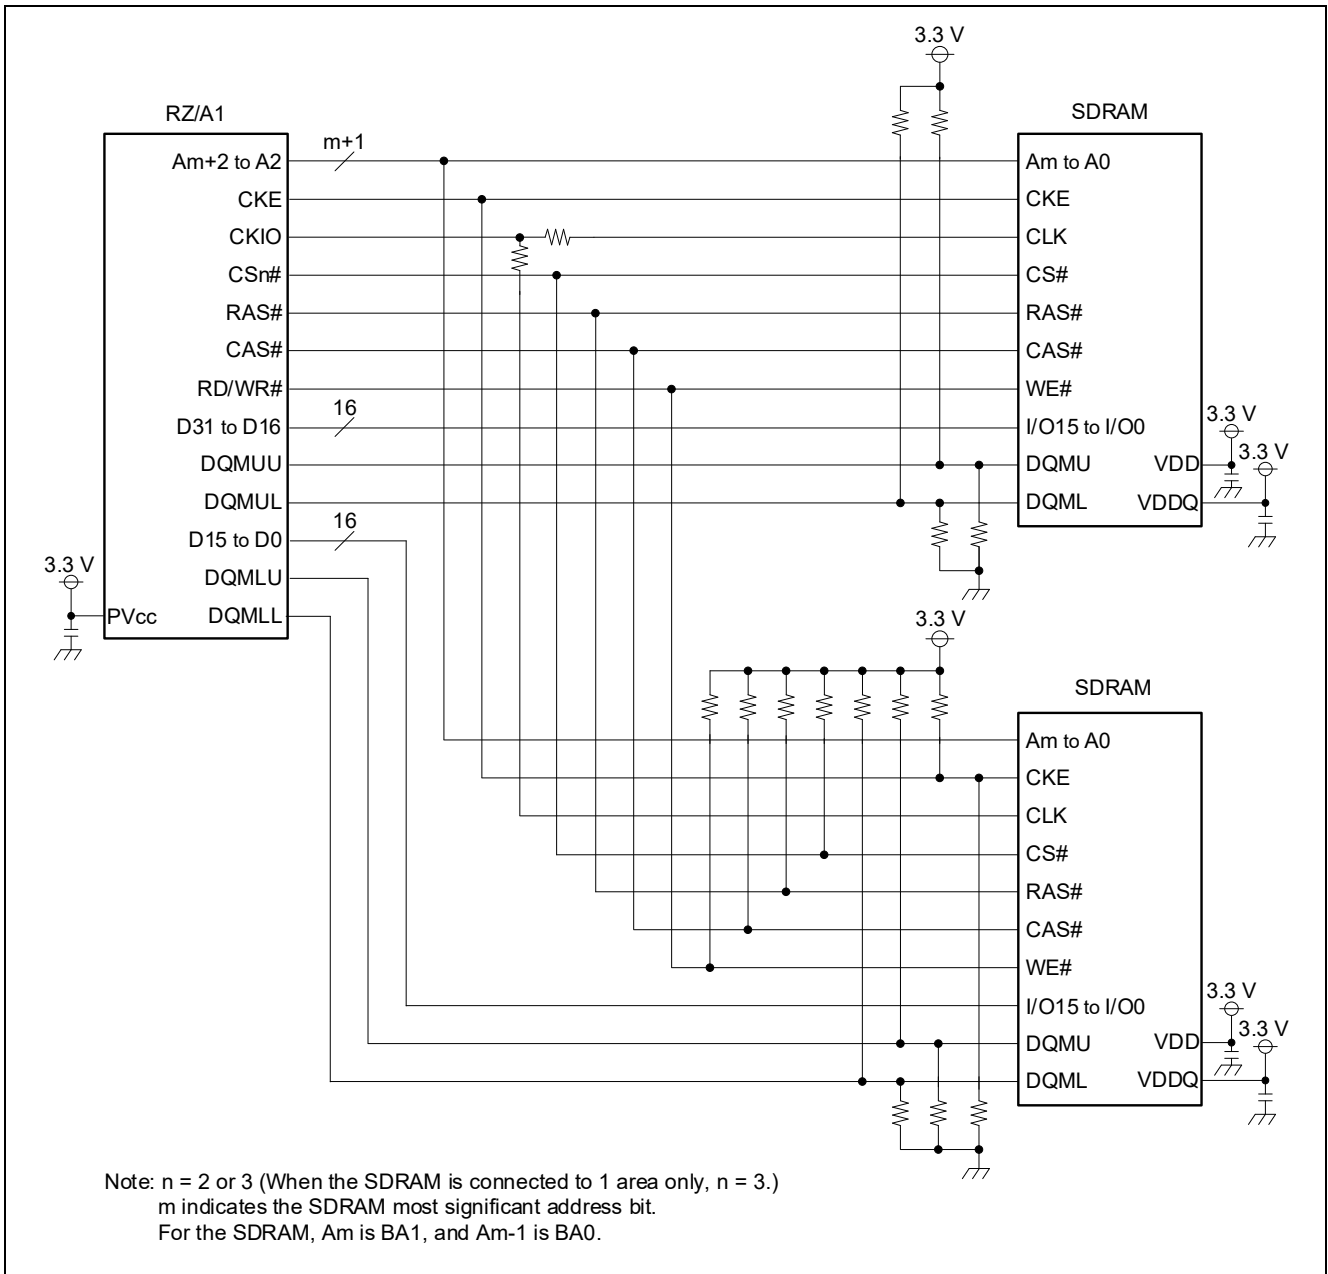 3.3 V
RZ/A1
SDRAM
m+1
Am+2 to A2
Am to A0
CKE
CKE
CKIO
CLK
CSn#
CS#
RAS#
RAS#
CAS#
CAS#
RD/WR#
WE#
16
D31 to D16
I/O15 to I/O0
3.3 V
DQMUU
DQMU
VDD
3.3 V
DQMUL
DQML
VDDQ
16
D15 to D0
3.3 V
DQMLU
PVcc
DQMLL
3.3 V
SDRAM
Am to A0
CKE
CLK
CS#
RAS#
CAS#
WE#
I/O15 to I/O0
3.3 V
DQMU
VDD
3.3 V
DQML
VDDQ
Note: n = 2 or 3 (When the SDRAM is connected to 1 area only, n = 3.)
m indicates the SDRAM most significant address bit.
For the SDRAM, Am is BA1, and Am-1 is BA0.